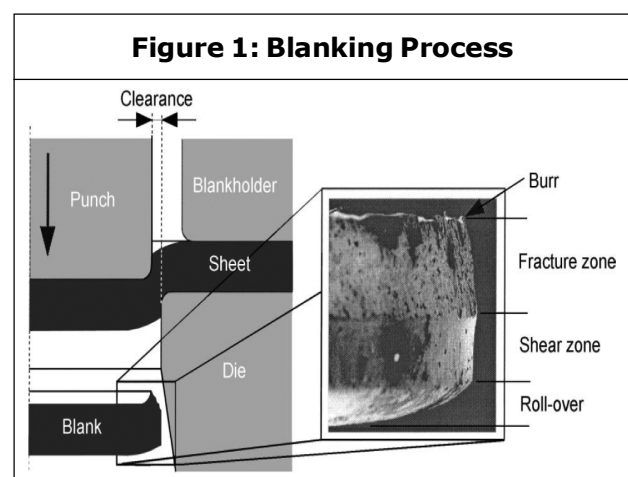 Figure 1: Blanking Process
Clearance
Punch
Blankholder
Burr
Sheet
Fracture zone
Shear zone
Die
Roll-over
Blank